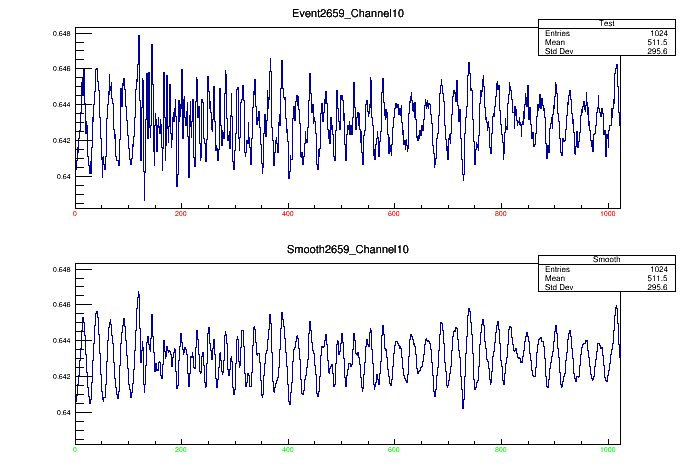 Event2659_Channel10
Test
Entries 1024
Mean 511.5
Std Dev 295.6
0.648
0.646
0.644
0.642
0.64
0 200 400 600 800 1000
Smooth2659_Channel10
Smooth
Entries 1024
Mean 511.5
Std Dev 295.6
0.648
0.646
0.644
0.642
0.64
0 200 400 600 800 1000